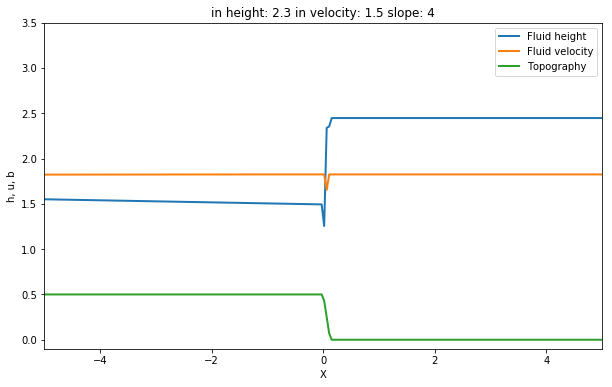 in height: 2.3 in velocity: 1.5 slope: 4
Fluid height
Fluid velocity
Topography
h, u, b
3.5
3.0
2.5
2.0
1.5
1.0
0.5
0.0
−4
−2
0
2
4
X